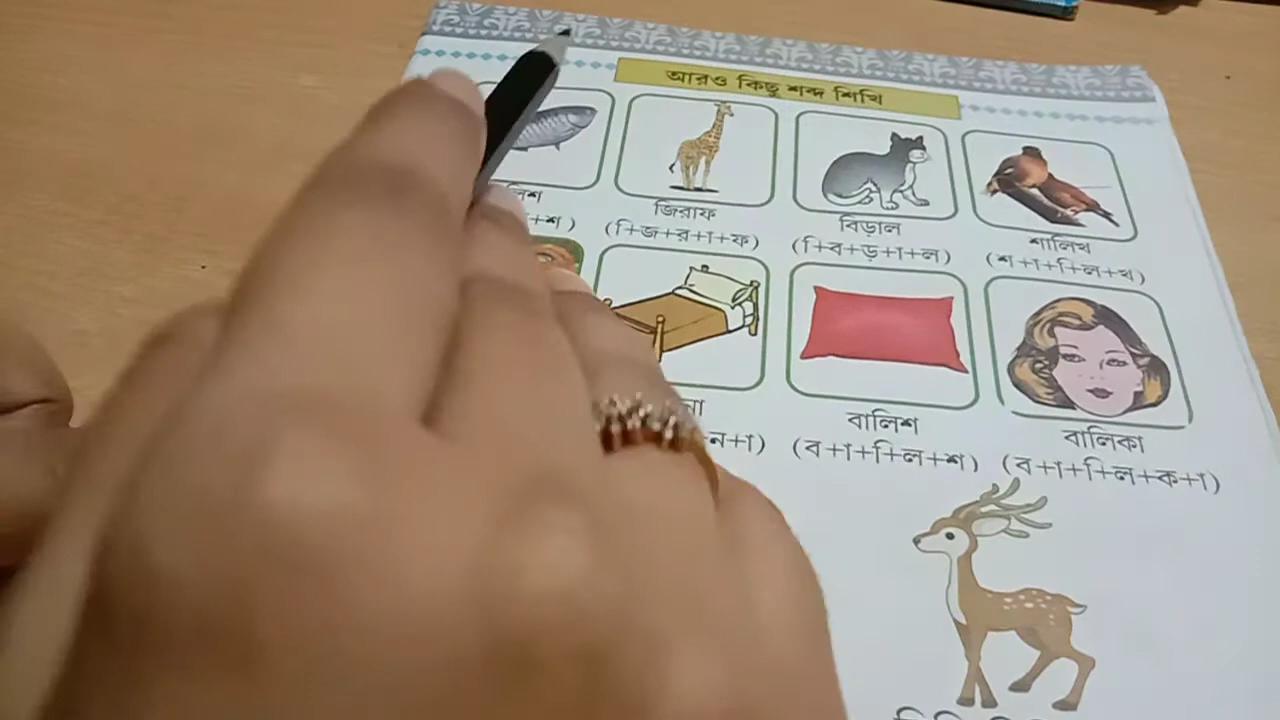 আরও কিছু শব্দ শিখি
জিরাফ
বিড়াল
শালিখ
(ি+জ+র+া+ফ)
(ি+ব+ড়+া+ল)
(শ+া+ি+ল+খ)
বালিশ
বালিকা
(ব+া+ি+ল+শ)
(ব+া+ি+ল+ক+া)